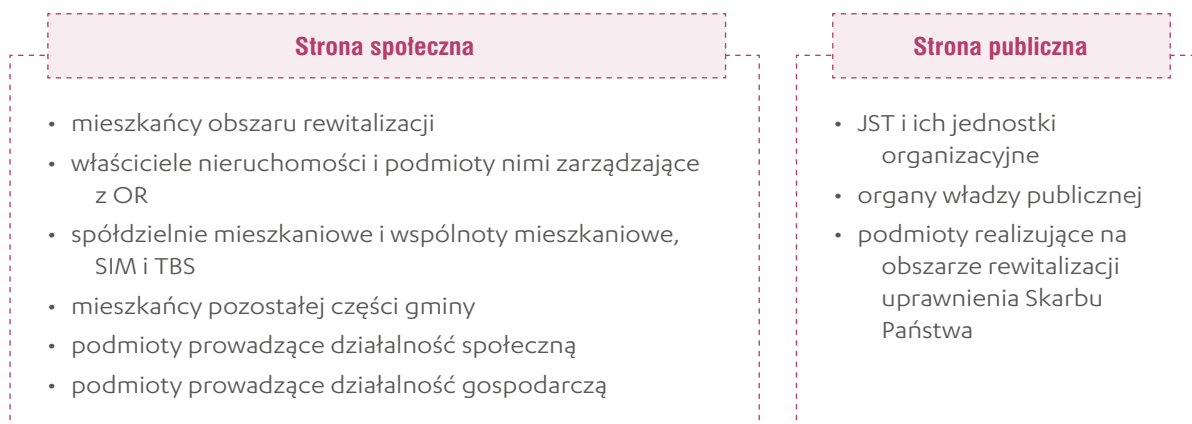 Strona społeczna
• mieszkańcy obszaru rewitalizacji
• właściciele nieruchomości i podmioty nimi zarządzające
z OR
• spółdzielnie mieszkaniowe i wspólnoty mieszkaniowe,
SIM i TBS
• mieszkańcy pozostałej części gminy
• podmioty prowadzące działalność społeczną
• podmioty prowadzące działalność gospodarczą
Strona publiczna
• JST i ich jednostki
organizacyjne
• organy władzy publicznej
• podmioty realizujące na
obszarze rewitalizacji
uprawnienia Skarbu
Państwa